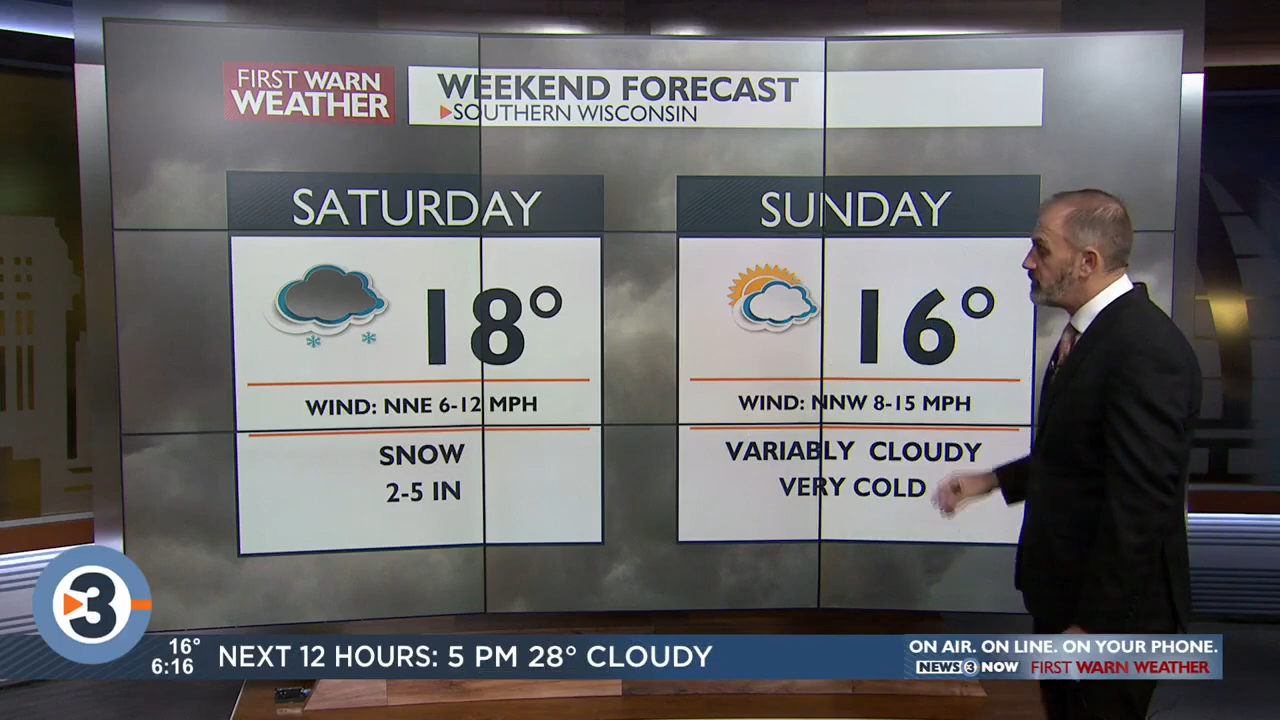 FIRST WARN
WEATHER
WEEKEND FORECAST
SOUTHERN WISCONSIN
SATURDAY
18°
WIND: NNE 6-12 MPH
SNOW
2-5 IN
SUNDAY
16°
WIND: NNW 8-15 MPH
VARIABLY CLOUDY
VERY COLD
3
16°
6:16
NEXT 12 HOURS: 5 PM 28° CLOUDY
ON AIR. ON LINE. ON YOUR PHONE.
NEWS 3 NOW FIRST WARN WEATHER